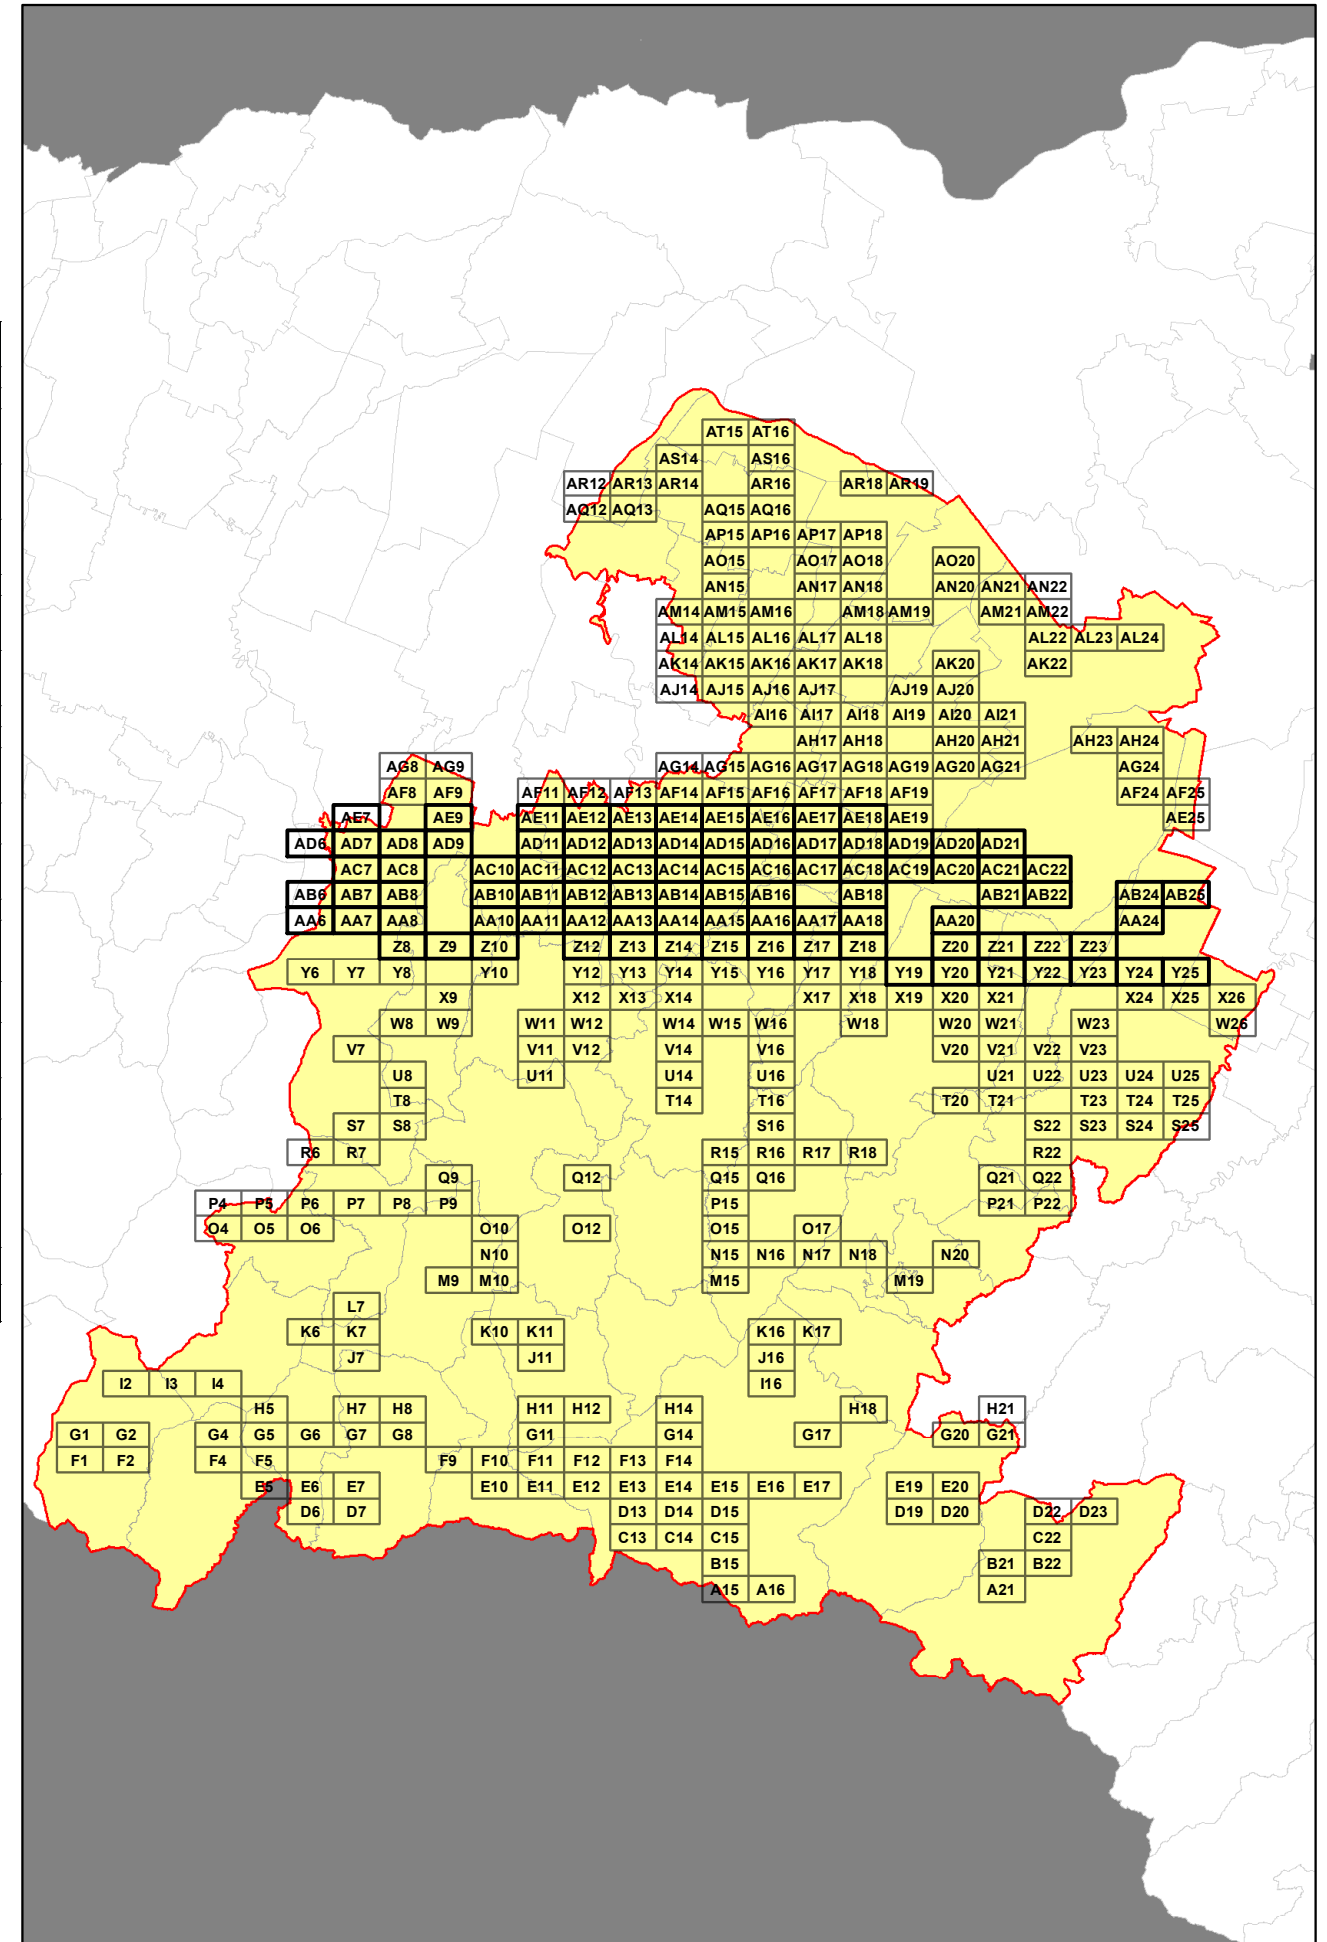 AT15 AT16
AS14 AS16
AR12 AR13 AR14 AR16 AR18 AR19
AQ12 AQ13 AQ15 AQ16
AP15 AP16 AP17 AP18
AO15 AO17 AO18 AO20
AN15 AN17 AN18 AN20 AN21 AN22
AM14 AM15 AM16 AM18 AM19 AM21 AM22
AL14 AL15 AL16 AL17 AL18 AL22 AL23 AL24
AK14 AK15 AK16 AK17 AK18 AK20 AK22
AJ14 AJ15 AJ16 AJ17 AJ19 AJ20
AI16 AI17 AI18 AI19 AI20 AI21
AH17 AH18 AH20 AH21 AH23 AH24
AG8 AG9 AG14 AG15 AG16 AG17 AG18 AG19 AG20 AG21 AG24
AF8 AF9 AF11 AF12 AF13 AF14 AF15 AF16 AF17 AF18 AF19 AF24 AF25
AE7 AE9 AE11 AE12 AE13 AE14 AE15 AE16 AE17 AE18 AE19 AE25
AD6 AD7 AD8 AD9 AD11 AD12 AD13 AD14 AD15 AD16 AD17 AD18 AD19 AD20 AD21
AC7 AC8 AC10 AC11 AC12 AC13 AC14 AC15 AC16 AC17 AC18 AC19 AC20 AC21 AC22
AB6 AB7 AB8 AB10 AB11 AB12 AB13 AB14 AB15 AB16 AB18 AB21 AB22 AB24 AB25
AA6 AA7 AA8 AA10 AA11 AA12 AA13 AA14 AA15 AA16 AA17 AA18 AA20 AA24
Z8 Z9 Z10 Z12 Z13 Z14 Z15 Z16 Z17 Z18 Z20 Z21 Z22 Z23
Y6 Y7 Y8 Y10 Y12 Y13 Y14 Y15 Y16 Y17 Y18 Y19 Y20 Y21 Y22 Y23 Y24 Y25
X9 X12 X13 X14 X17 X18 X19 X20 X21 X24 X25 X26
W8 W9 W11 W12 W14 W15 W16 W18 W20 W21 W23 W26
V7 V11 V12 V14 V16 V20 V21 V22 V23
U8 U11 U14 U16 U21 U22 U23 U24 U25
T8 T14 T16 T20 T21 T23 T24 T25
S7 S8 S16 S22 S23 S24 S25
R6 R7 R15 R16 R17 R18 R22
Q9 Q12 Q15 Q16 Q21 Q22
P4 P5 P6 P7 P8 P9 P15 P21 P22
O4 O5 O6 O10 O12 O15 O17
N10 N15 N16 N17 N18 N20
M9 M10 M15 M19
L7
K6 K7 K10 K11 K16 K17
J7 J11 J16
I2 I3 I4 I16
H5 H7 H8 H11 H12 H14 H18 H21
G1 G2 G4 G5 G6 G7 G8 G11 G14 G17 G20 G21
F1 F2 F4 F5 F9 F10 F11 F12 F13 F14
E5 E6 E7 E10 E11 E12 E13 E14 E15 E16 E17 E19 E20
D6 D7 D13 D14 D15 D19 D20 D22 D23
C13 C14 C15 C22
B15 B21 B22
A15 A16 A21